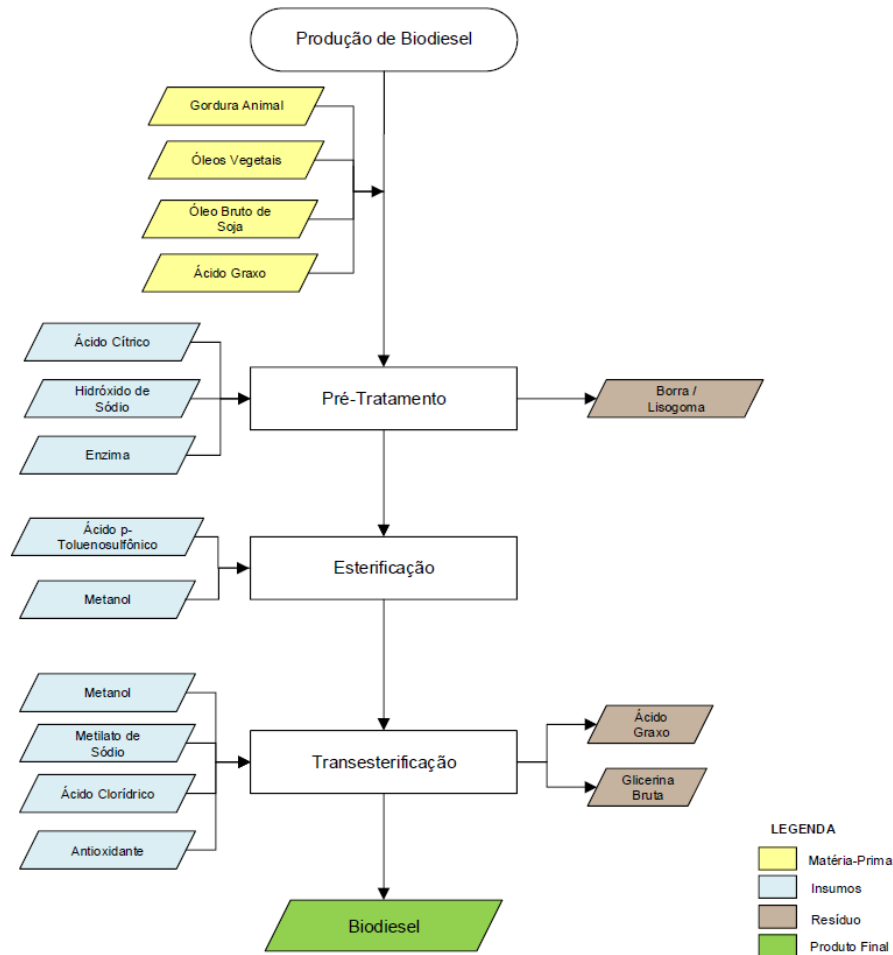 Produção de Biodiesel
Gordura Animal
Óleos Vegetais
Óleo Bruto de
Soja
Ácido Graxo
Ácido Cítrico
Hidróxido de
Sódio
Enzima
Pré-Tratamento
Borra /
Lisogoma
Ácido p-
Toluenosulfônico
Metanol
Esterificação
Metanol
Metilato de
Sódio
Ácido Clorídrico
Antioxidante
Transesterificação
Ácido
Graxo
Glicerina
Bruta
Biodiesel
LEGENDA
Matéria-Prima
Insumos
Resíduo
Produto Final